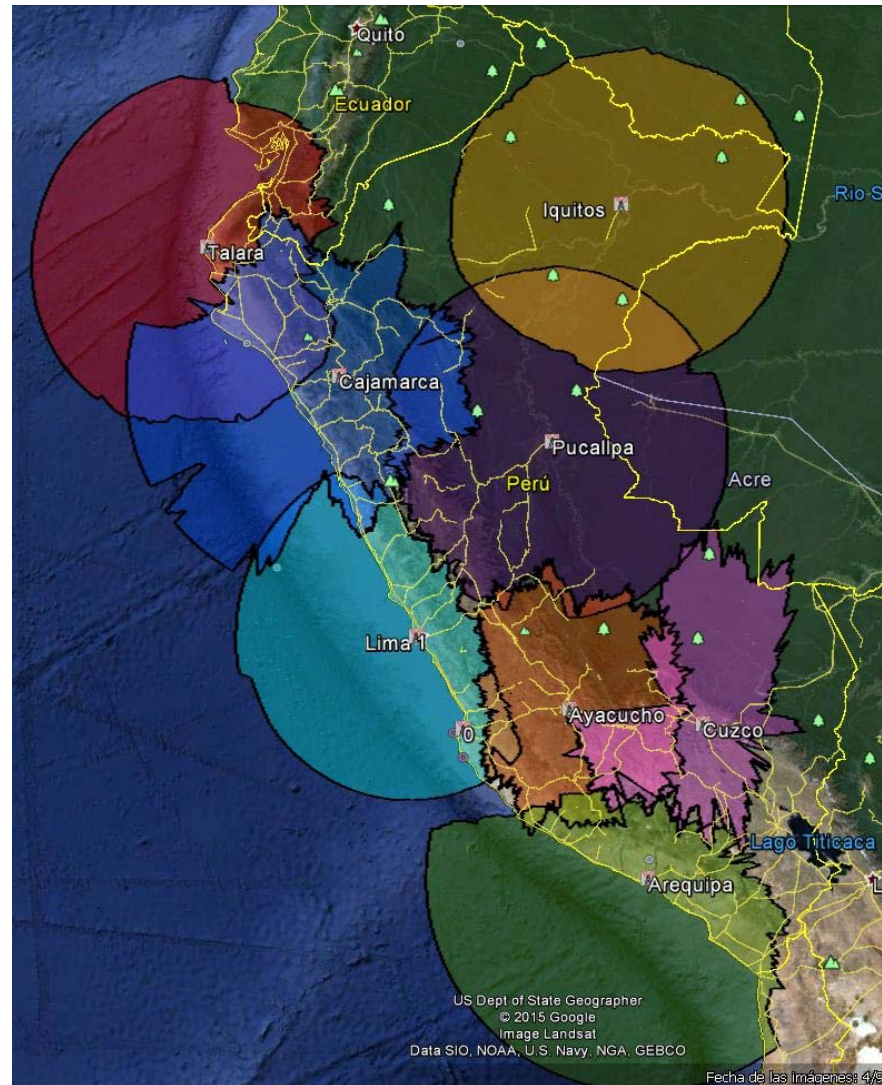 Quito
Ecuador
Iquitos
Talara
Cajamarca
Pucallpa
Perú
Acre
Lima 1
0
Ayacucho
Cuzco
Lago Titicaca
Arequipa
US Dept of State Geographer
© 2015 Google
Image Landsat
Data SIO, NOAA, U.S. Navy, NGA, GEBCO
Fecha de las imágenes: 4/9